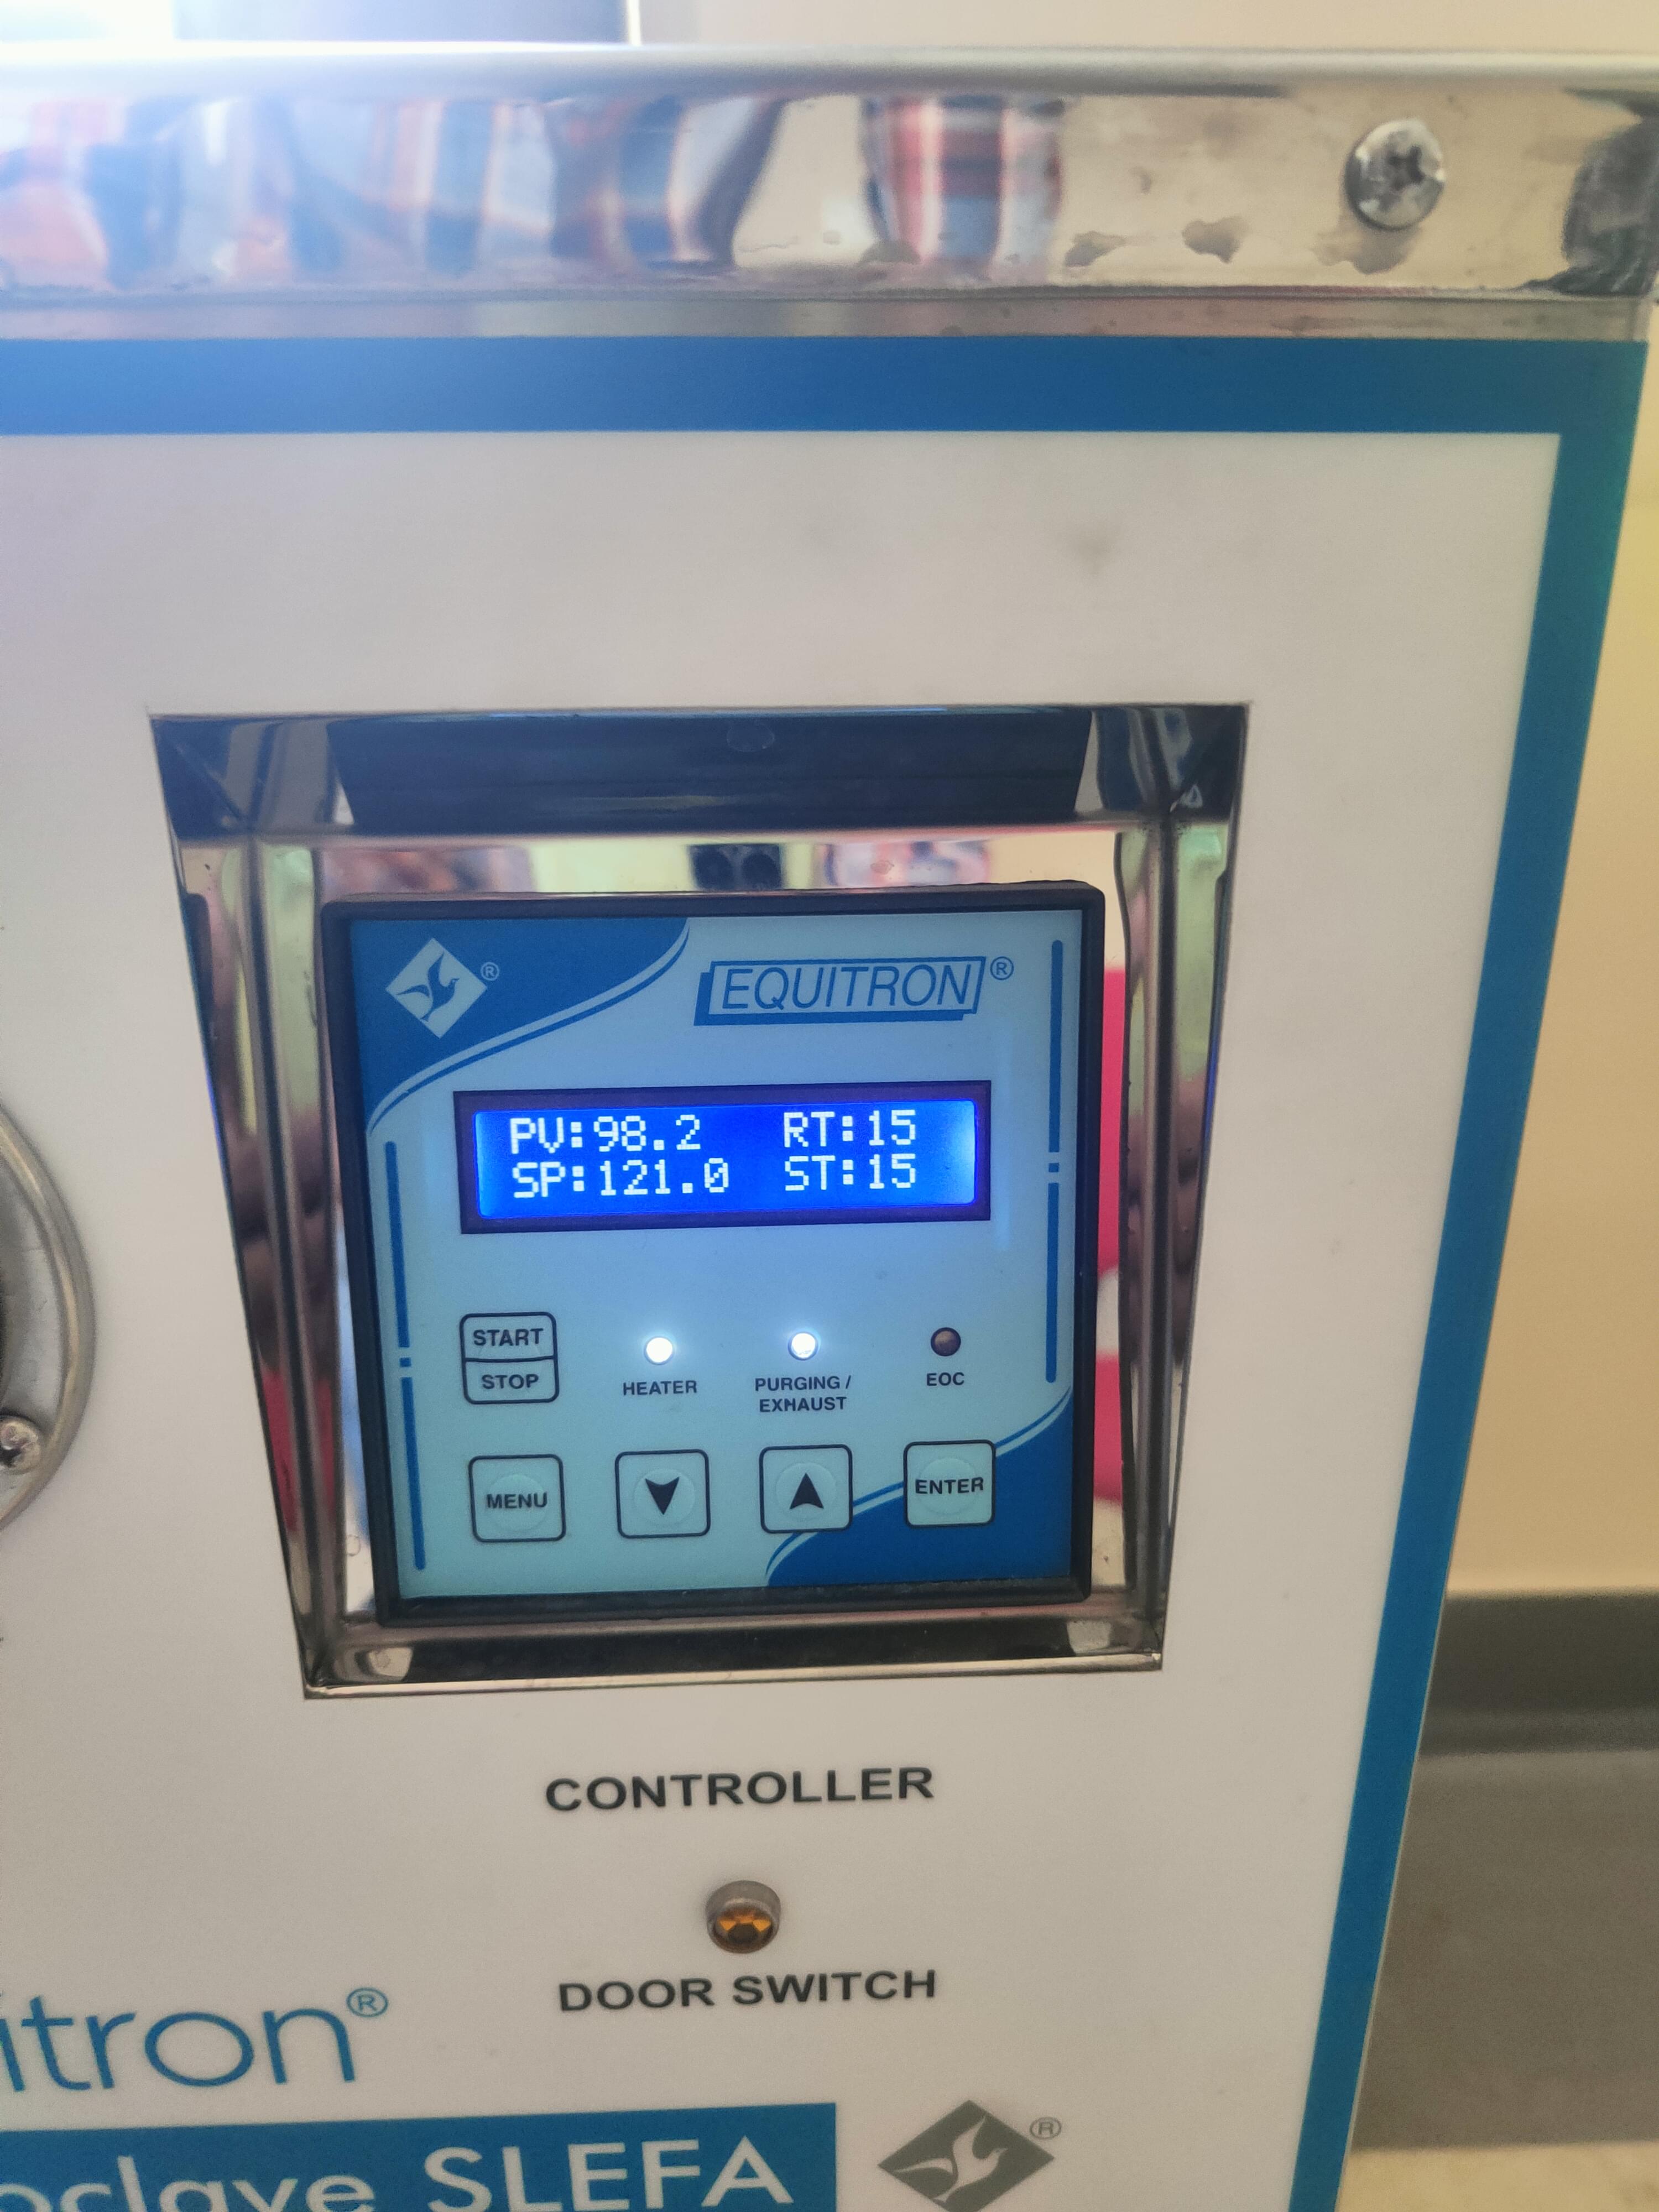 ®
EQUITRON®
PV:98.2 RT:15
SP:121.0 ST:15
START
STOP
HEATER
PURGING /
EXHAUST
EOC
MENU
ENTER
CONTROLLER
DOOR SWITCH
itron®
oclave SLEFA
®